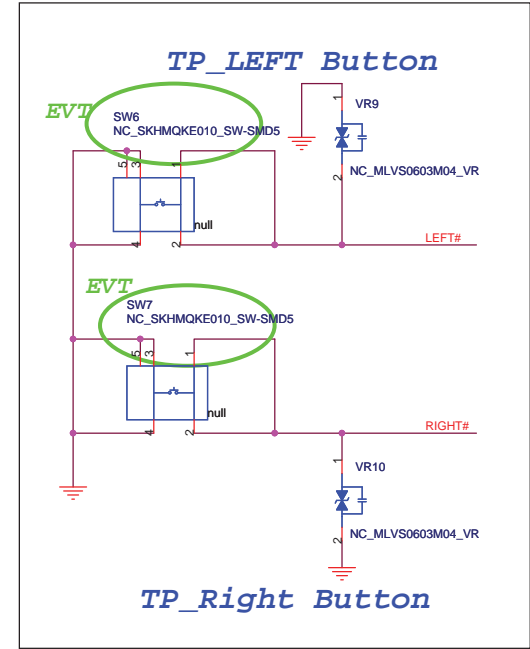 TP_LEFT Button
EVT
SW6
NC_SKHMQKE010_SW-SMD5
1
VR9
5
3
1
2
NC_MLVS0603M04_VR
null
4
2
LEFT#
EVT
SW7
NC_SKHMQKE010_SW-SMD5
5
3
1
null
4
2
RIGHT#
1
VR10
2
NC_MLVS0603M04_VR
TP_Right Button